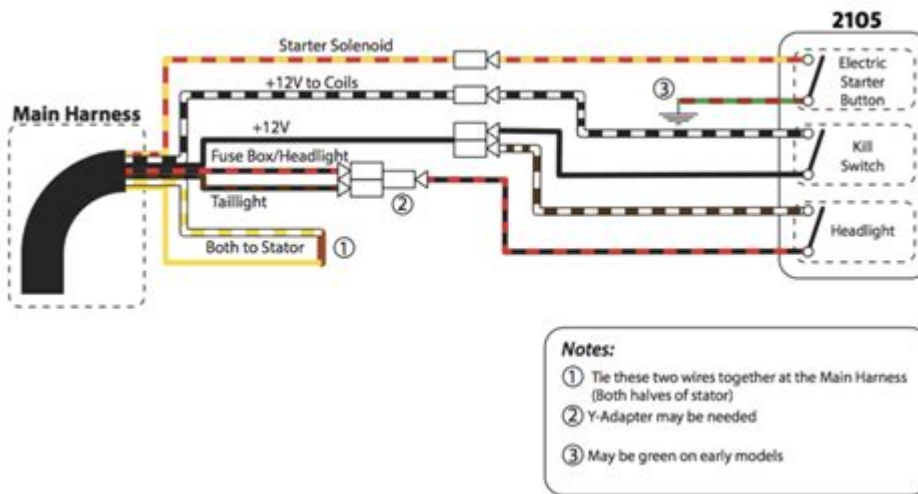 2105
Starter Solenoid
Electric
Starter
Button
③
+12V to Coils
Main Harness
+12V
Kill
Switch
Fuse Box/Headlight
Taillight
②
Headlight
Both to Stator
①
Notes:
① Tie these two wires together at the Main Harness
(Both halves of stator)
② Y-Adapter may be needed
③ May be green on early models